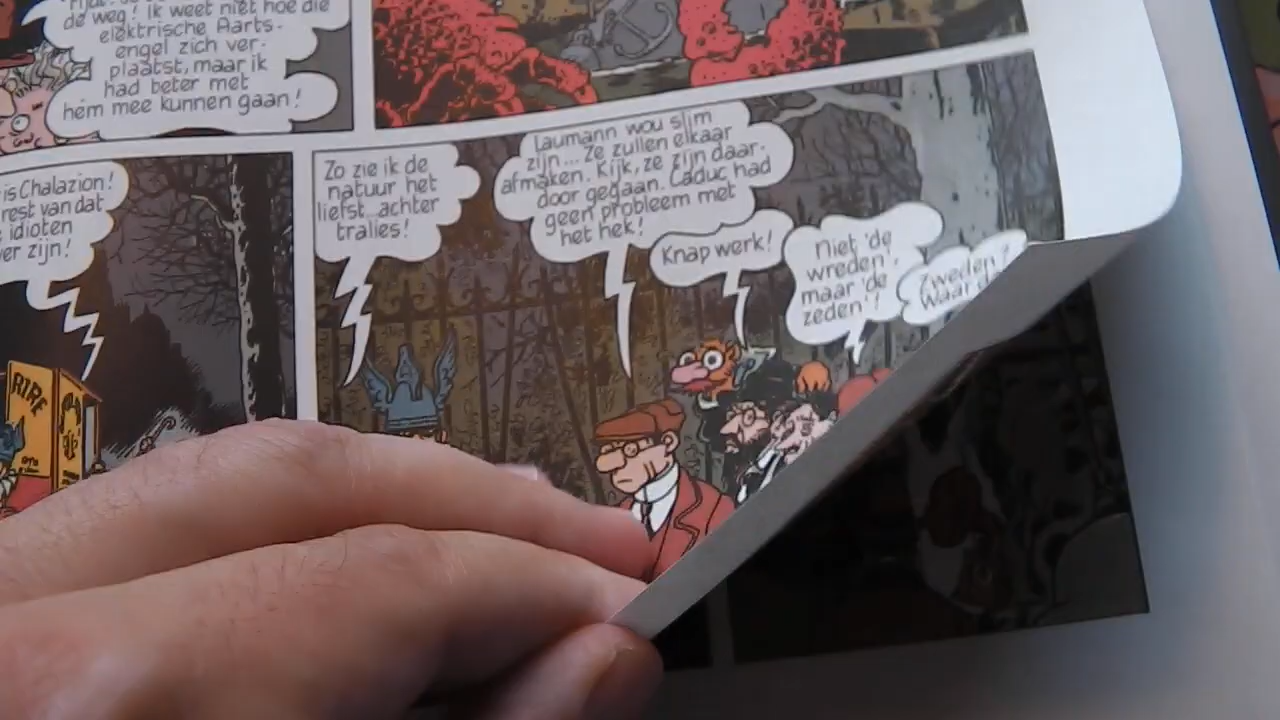 de weg! Ik weet niet hoe die
elektrische Aarts-
engel zich ver-
plaatst, maar ik
had beter met
hem mee kunnen gaan!
is Chalazion!
rest van dat
idioten
er zijn!
RIRE
Zo zie ik de
natuur het
liefst...achter
tralies!
Laumann wou slim
zijn... Ze zullen elkaar
afmaken. Kijk, ze zijn daar-
door gegaan. Caduc had
geen probleem met
het hek!
Knap werk!
Niet 'de
wreden',
maar 'de
zeden'!
Zweden?
Waar